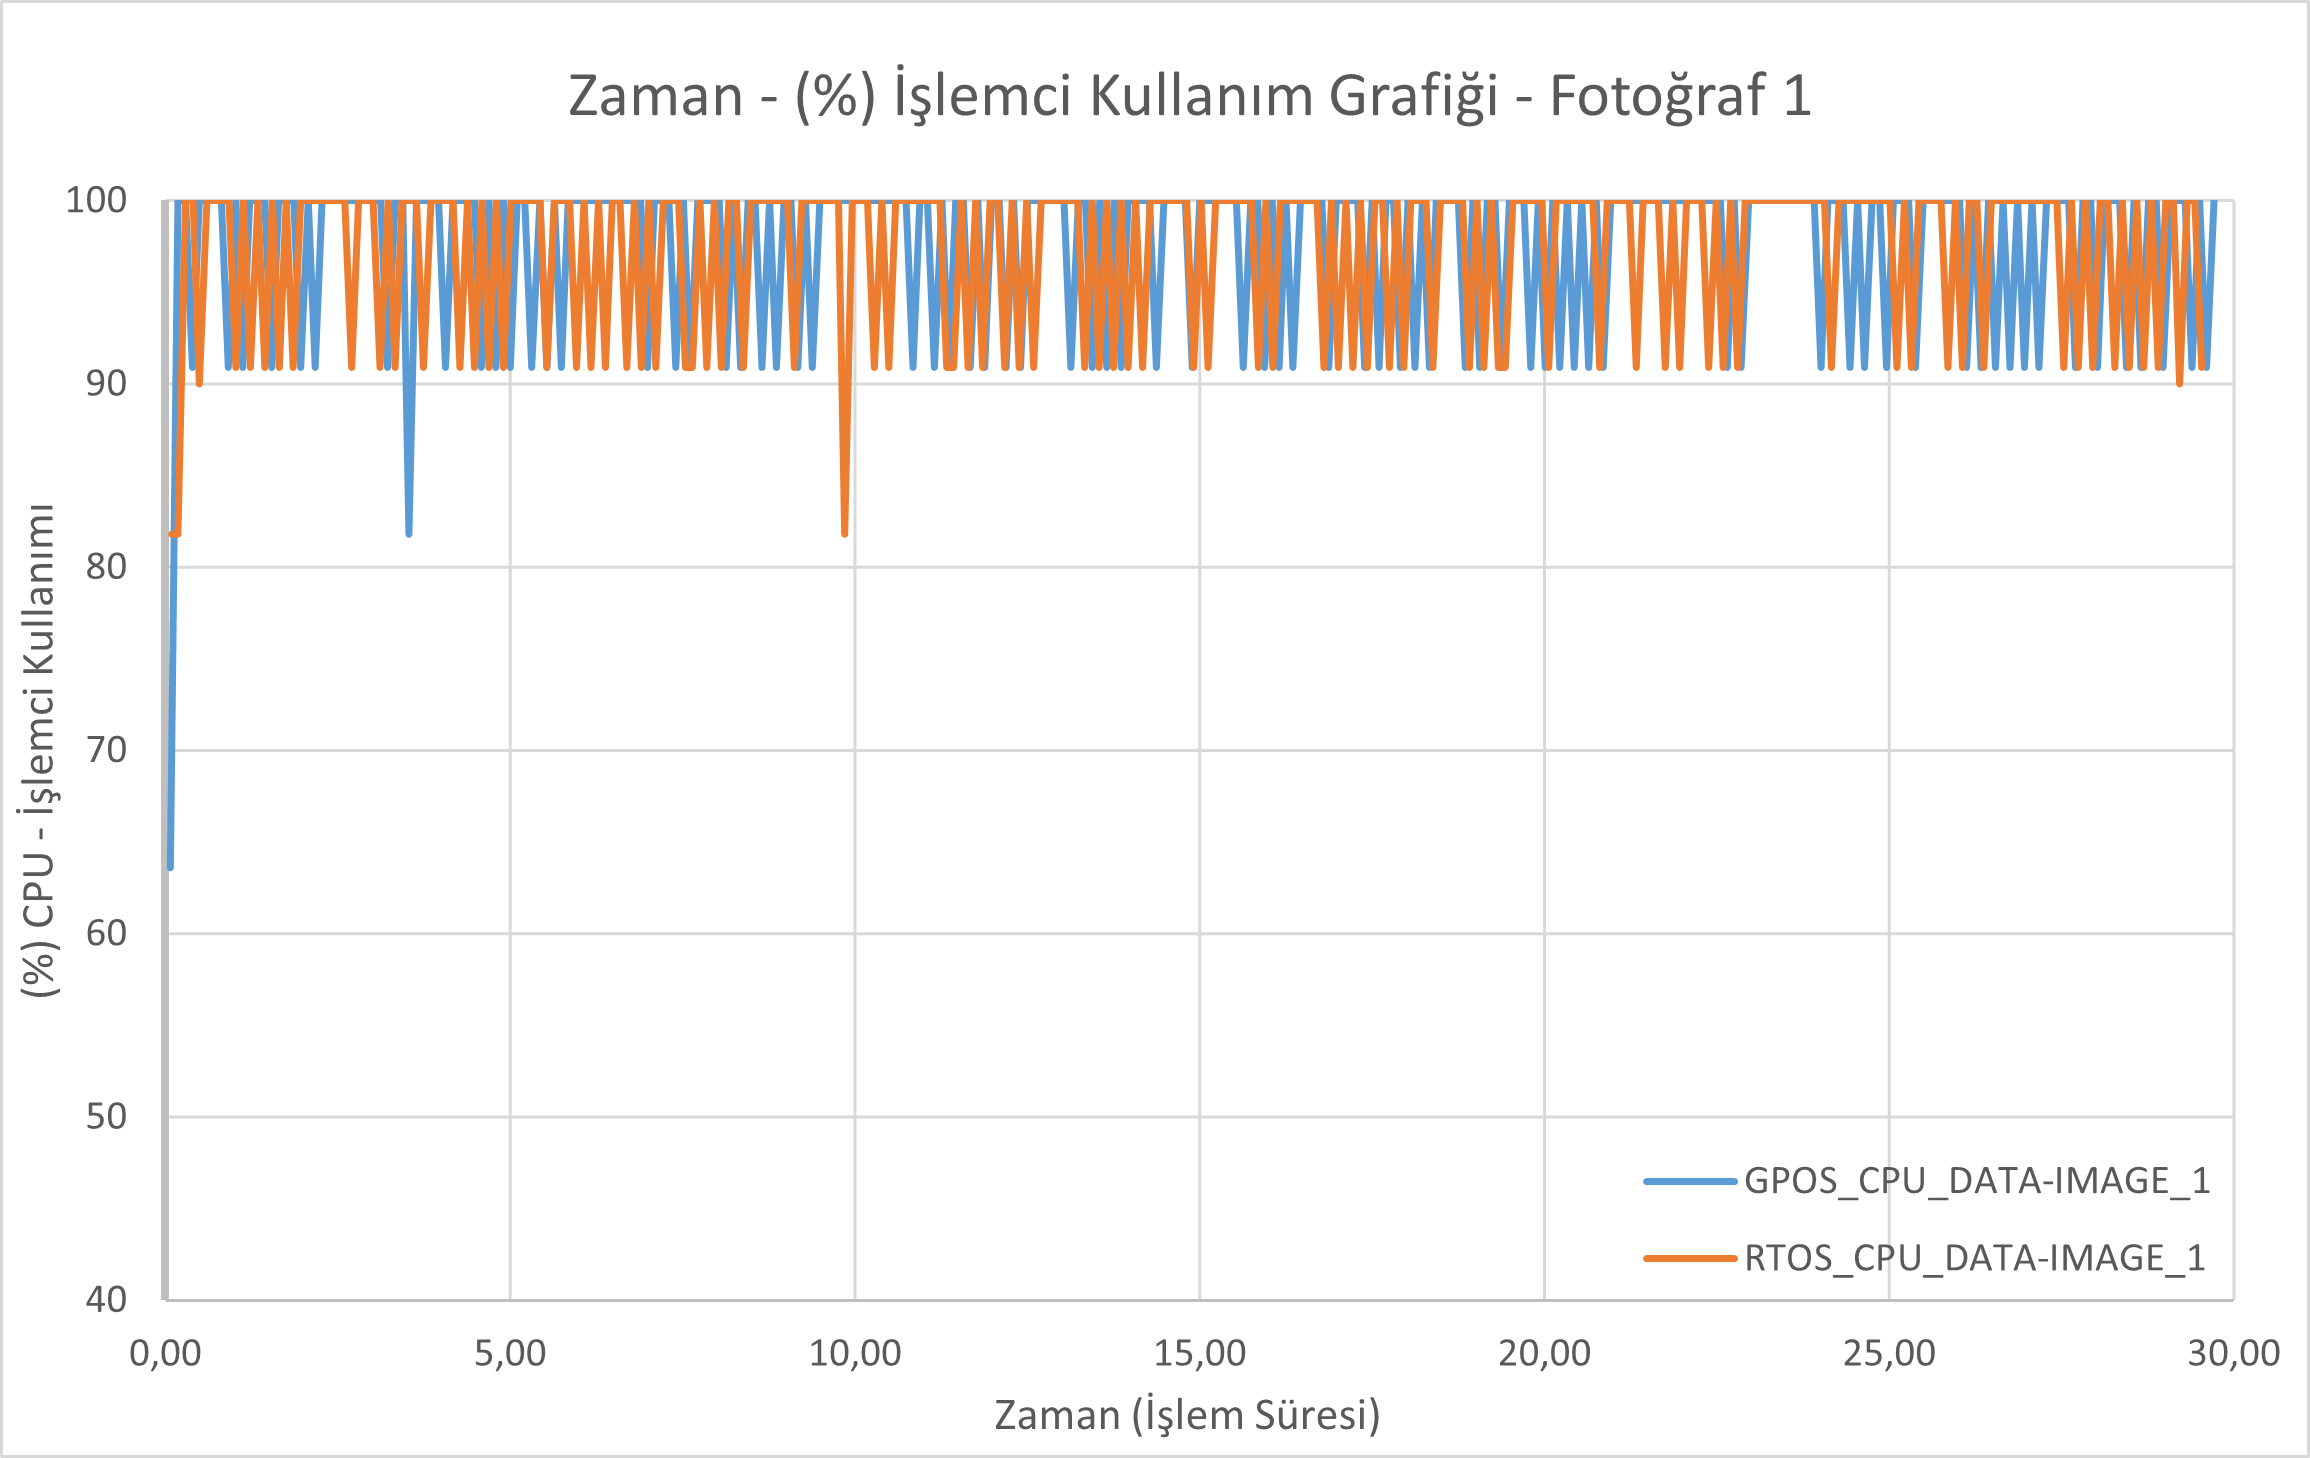 Zaman - (%) İşlemci Kullanım Grafiği - Fotoğraf 1
(%) CPU - İşlemci Kullanımı
100
90
80
70
60
50
40
0,00 5,00 10,00 15,00 20,00 25,00 30,00
Zaman (İşlem Süresi)
GPOS_CPU_DATA-IMAGE_1
RTOS_CPU_DATA-IMAGE_1